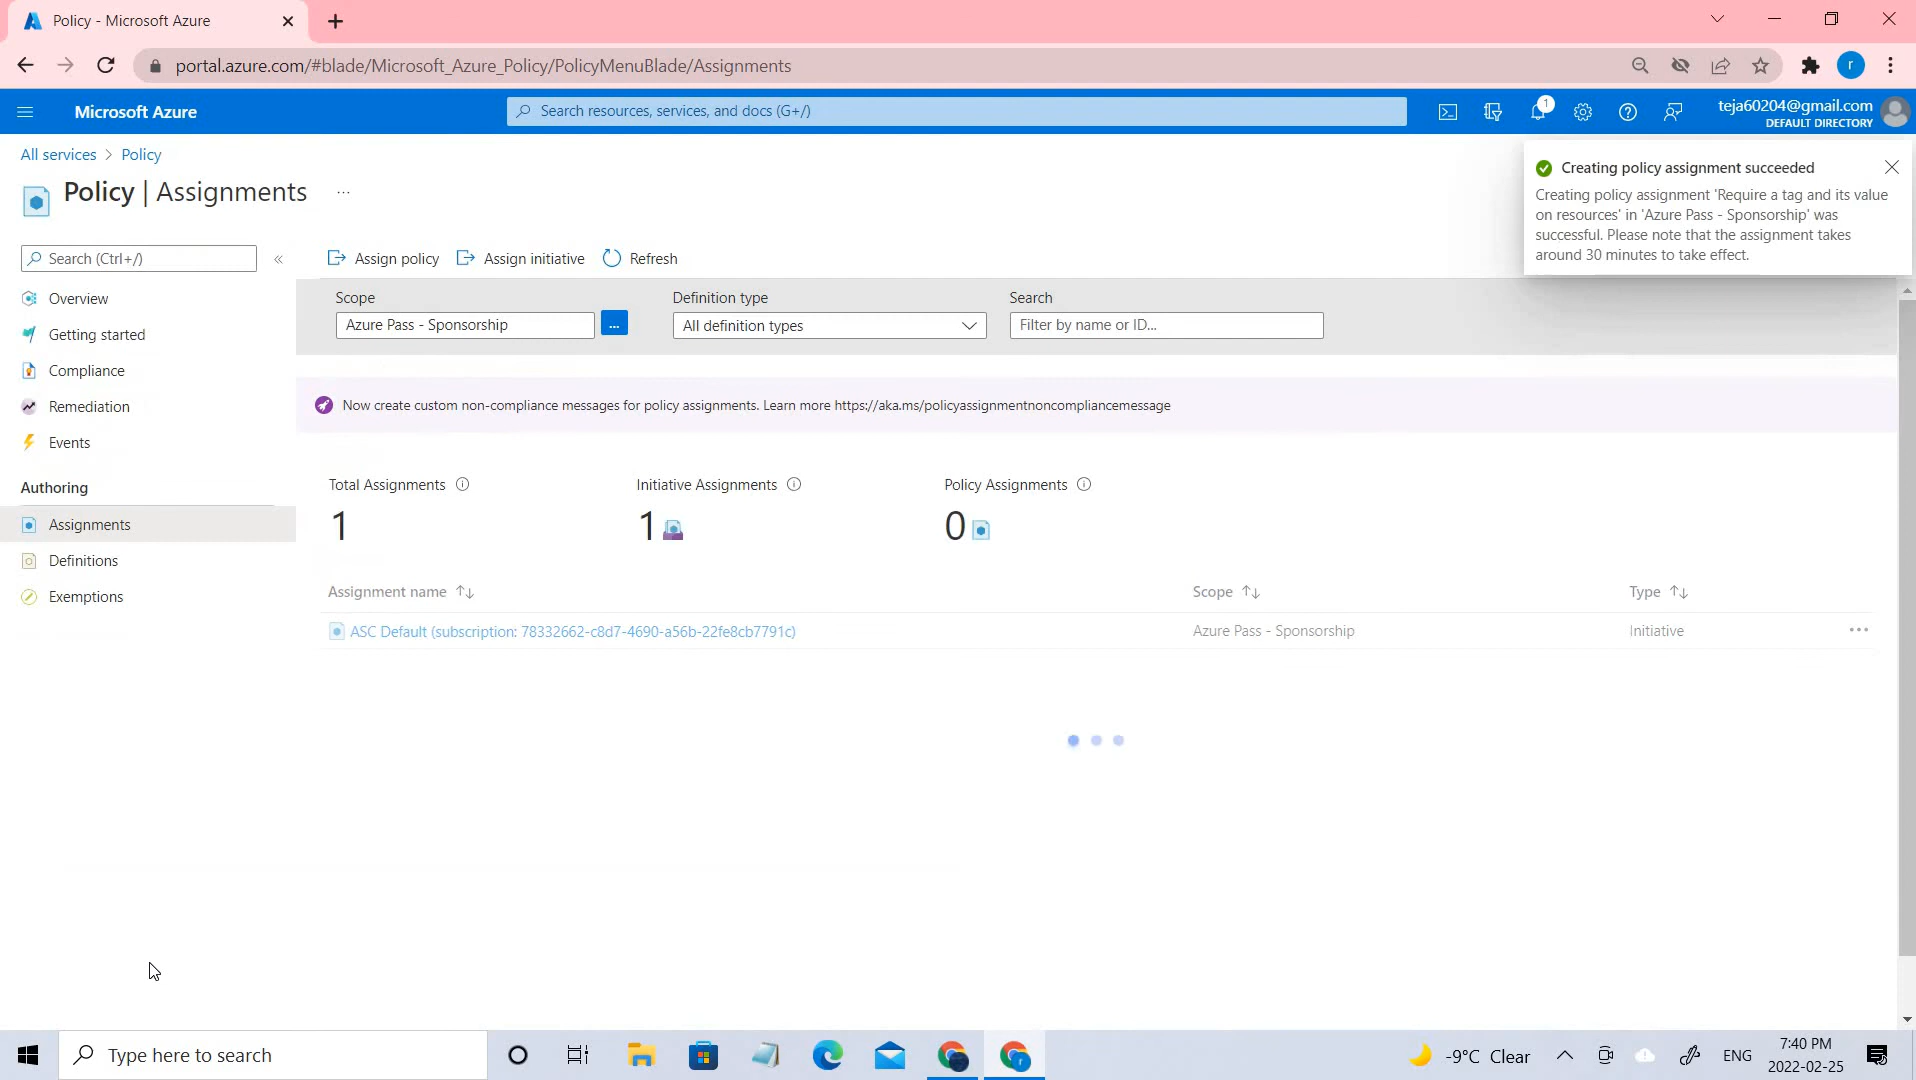 Policy - Microsoft Azure
portal.azure.com/#blade/Microsoft_Azure_Policy/PolicyMenuBlade/Assignments
r
Microsoft Azure
Search resources, services, and docs (G+/)
1
teja60204@gmail.com
DEFAULT DIRECTORY
All services > Policy
Policy | Assignments
...
Creating policy assignment succeeded
Creating policy assignment 'Require a tag and its value
on resources' in 'Azure Pass - Sponsorship' was
successful. Please note that the assignment takes
around 30 minutes to take effect.
Search (Ctrl+/)
«
Overview
Getting started
Compliance
Remediation
Events
Authoring
Assignments
Definitions
Exemptions
Assign policy
Assign initiative
Refresh
Scope
Azure Pass - Sponsorship
...
Definition type
All definition types
Search
Filter by name or ID...
Now create custom non-compliance messages for policy assignments. Learn more https://aka.ms/policyassignmentnoncompliancemessage
Total Assignments
1
Initiative Assignments
1
Policy Assignments
0
Assignment name ↑↓ Scope ↑↓ Type ↑↓
ASC Default (subscription: 78332662-c8d7-4690-a56b-22fe8cb7791c) Azure Pass - Sponsorship Initiative ...
Type here to search
-9°C Clear
ENG
7:40 PM
2022-02-25